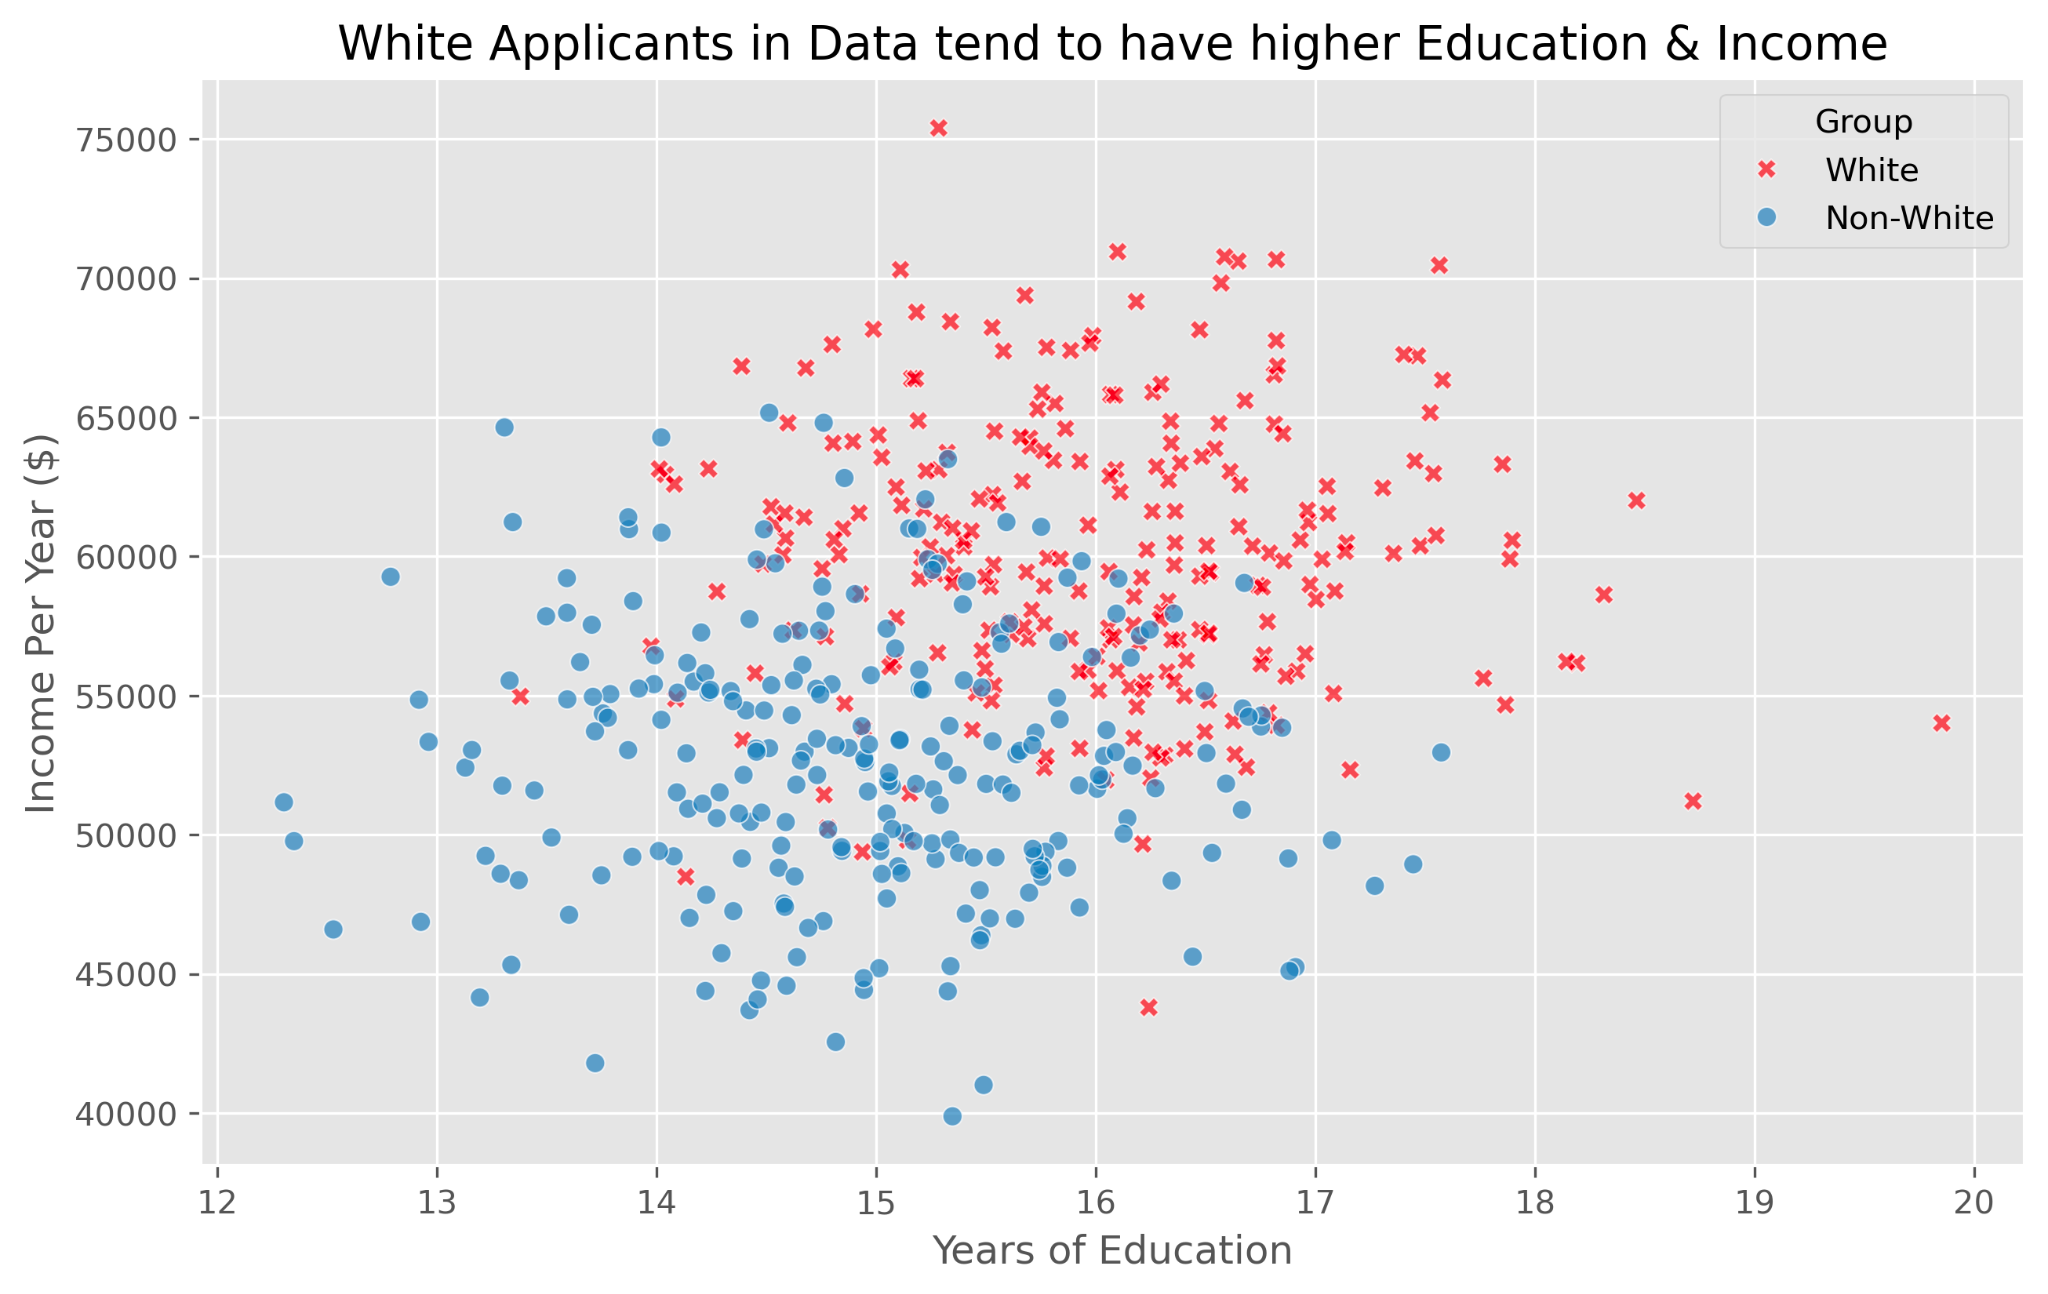 White Applicants in Data tend to have higher Education & Income
Group
White
Non-White
75000
70000
65000
60000
55000
50000
45000
40000
Income Per Year ($)
12 13 14 15 16 17 18 19 20
Years of Education